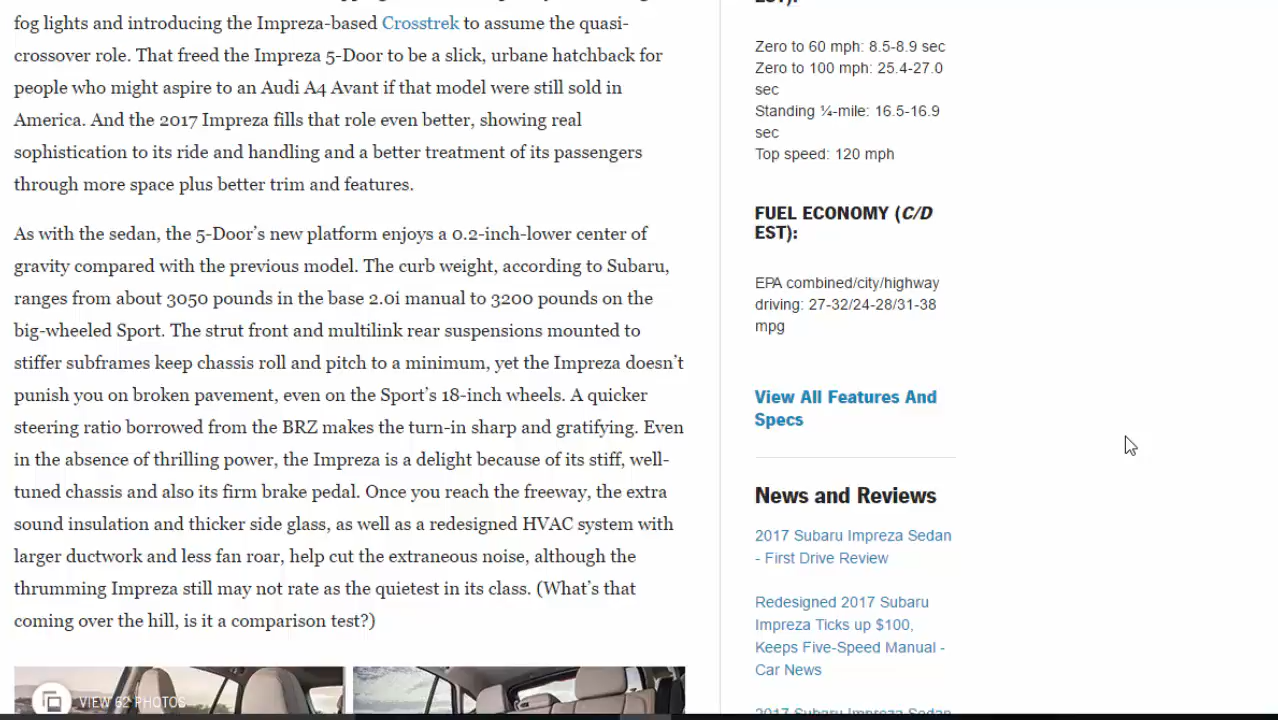 fog lights and introducing the Impreza-based Crosstrek to assume the quasi-
crossover role. That freed the Impreza 5-Door to be a slick, urbane hatchback for
people who might aspire to an Audi A4 Avant if that model were still sold in
America. And the 2017 Impreza fills that role even better, showing real
sophistication to its ride and handling and a better treatment of its passengers
through more space plus better trim and features.
As with the sedan, the 5-Door’s new platform enjoys a 0.2-inch-lower center of
gravity compared with the previous model. The curb weight, according to Subaru,
ranges from about 3050 pounds in the base 2.0i manual to 3200 pounds on the
big-wheeled Sport. The strut front and multilink rear suspensions mounted to
stiffer subframes keep chassis roll and pitch to a minimum, yet the Impreza doesn’t
punish you on broken pavement, even on the Sport’s 18-inch wheels. A quicker
steering ratio borrowed from the BRZ makes the turn-in sharp and gratifying. Even
in the absence of thrilling power, the Impreza is a delight because of its stiff, well-
tuned chassis and also its firm brake pedal. Once you reach the freeway, the extra
sound insulation and thicker side glass, as well as a redesigned HVAC system with
larger ductwork and less fan roar, help cut the extraneous noise, although the
thrumming Impreza still may not rate as the quietest in its class. (What’s that
coming over the hill, is it a comparison test?)
VIEW 62 PHOTOS
EST):
Zero to 60 mph: 8.5-8.9 sec
Zero to 100 mph: 25.4-27.0
sec
Standing ¼-mile: 16.5-16.9
sec
Top speed: 120 mph
FUEL ECONOMY (C/D
EST):
EPA combined/city/highway
driving: 27-32/24-28/31-38
mpg
View All Features And
Specs
News and Reviews
2017 Subaru Impreza Sedan
- First Drive Review
Redesigned 2017 Subaru
Impreza Ticks up $100,
Keeps Five-Speed Manual -
Car News
2017 Subaru Impreza Sedan